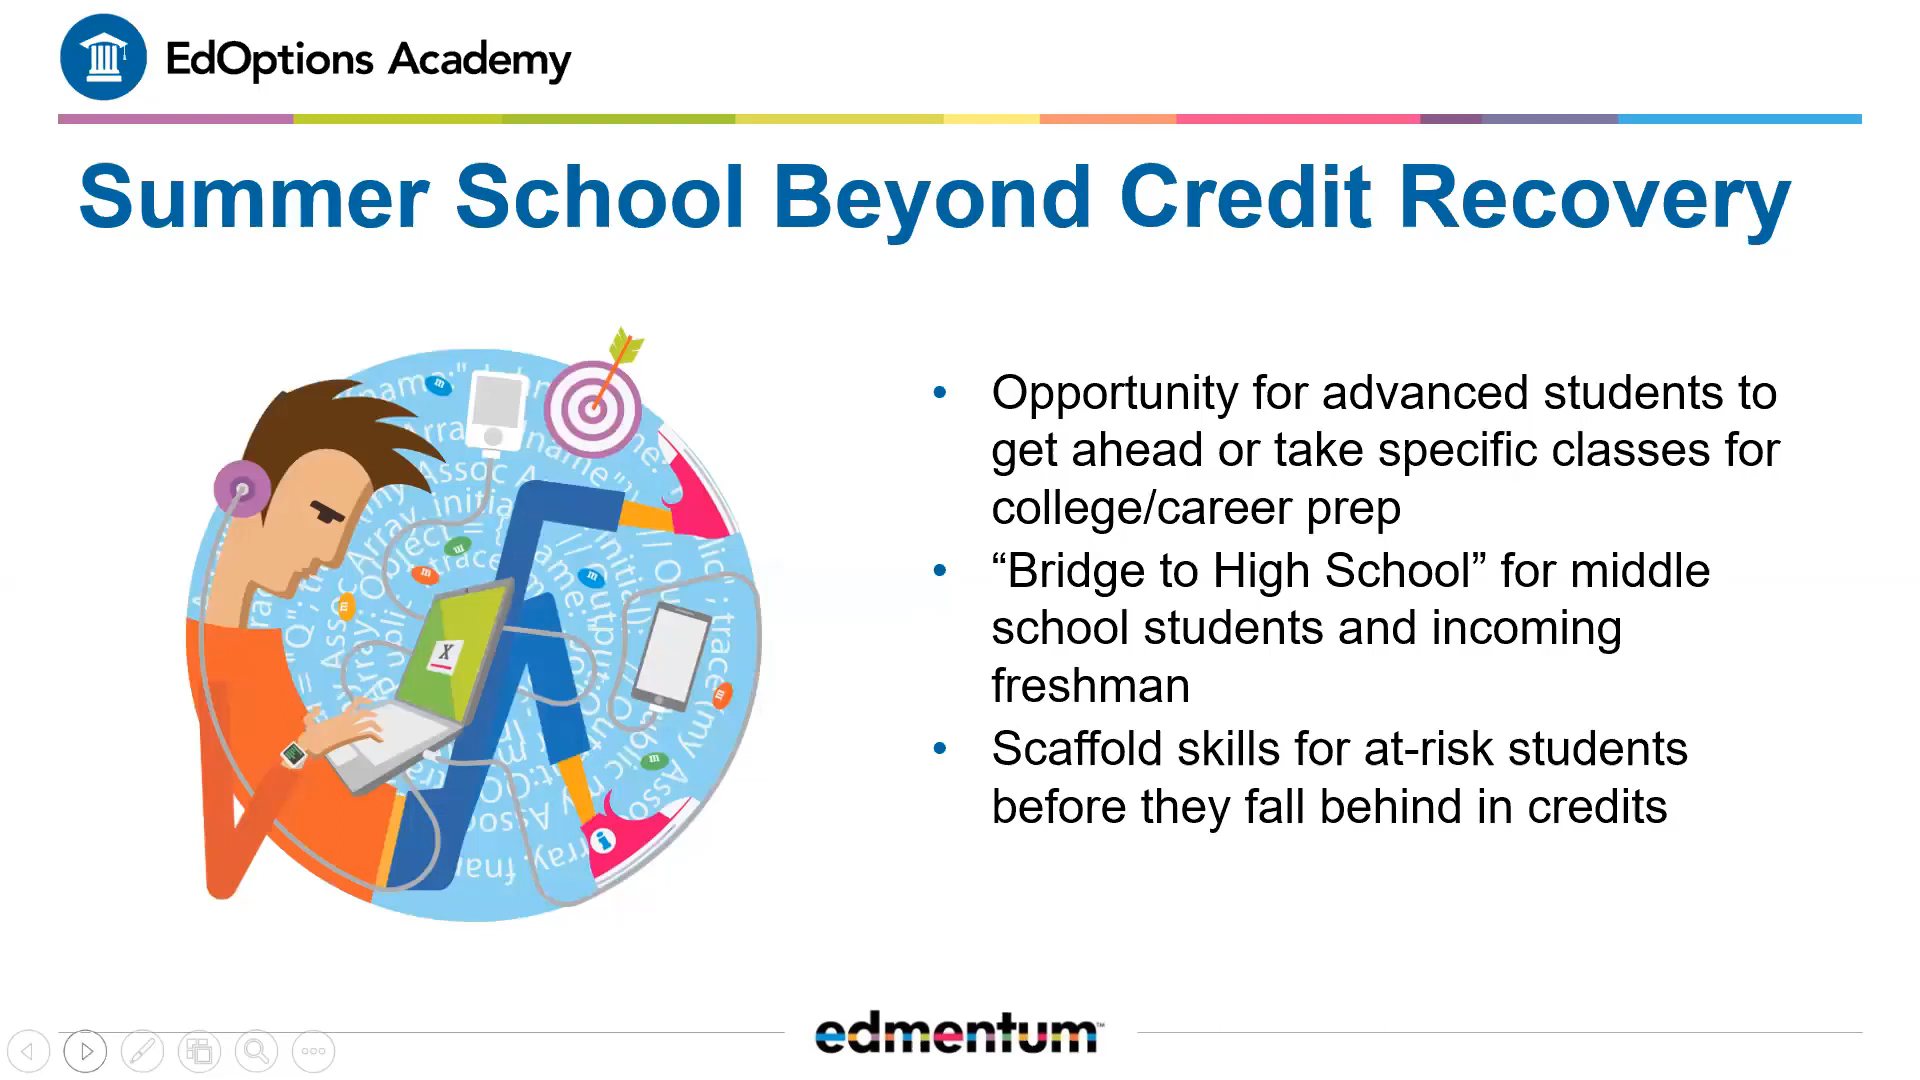 EdOptions Academy
Summer School Beyond Credit Recovery
• Opportunity for advanced students to
get ahead or take specific classes for
college/career prep
• “Bridge to High School” for middle
school students and incoming
freshman
• Scaffold skills for at-risk students
before they fall behind in credits
X
edmentum™